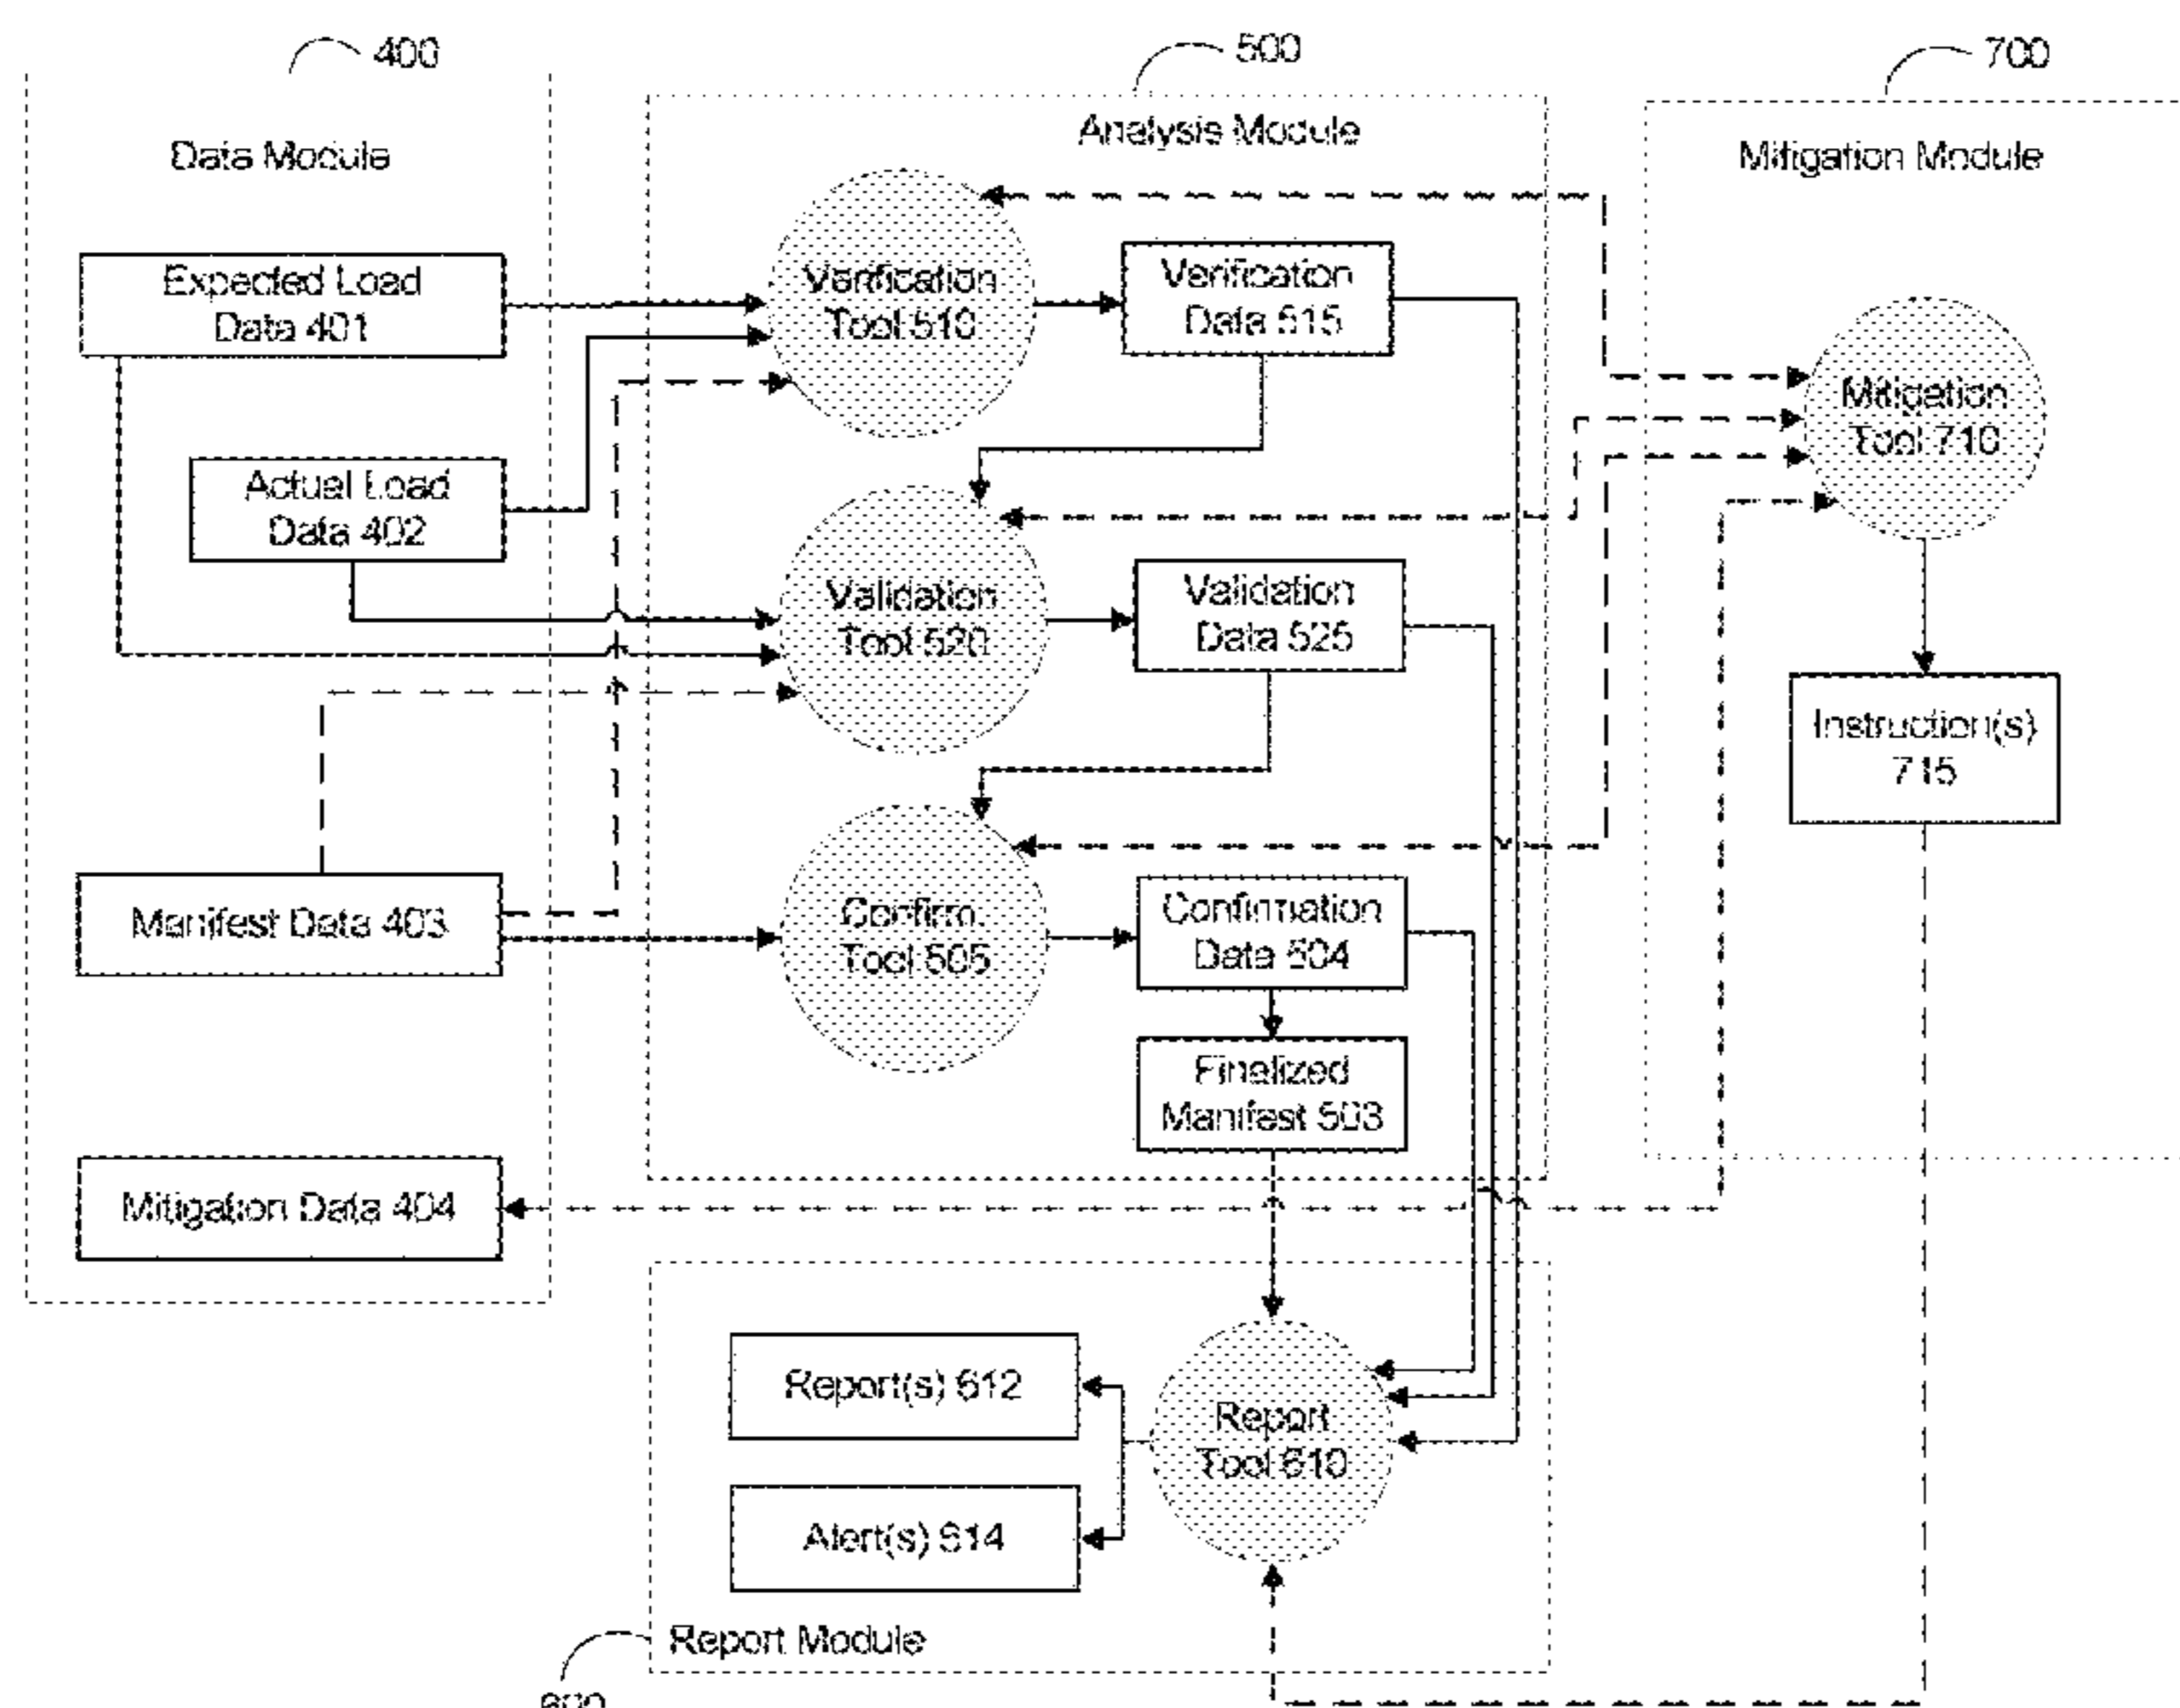 400
500
700
Data Module
Analysis Module
Mitigation Module
Expected Load
Data 401
Verification
Tool 510
Verification
Data 515
Mitigation
Tool 710
Actual Load
Data 402
Validation
Tool 520
Validation
Data 525
Instruction(s)
715
Manifest Data 403
Confirm.
Tool 505
Confirmation
Data 504
Finalized
Manifest 503
Mitigation Data 404
Report(s) 612
Report
Tool 610
Alert(s) 614
Report Module
600